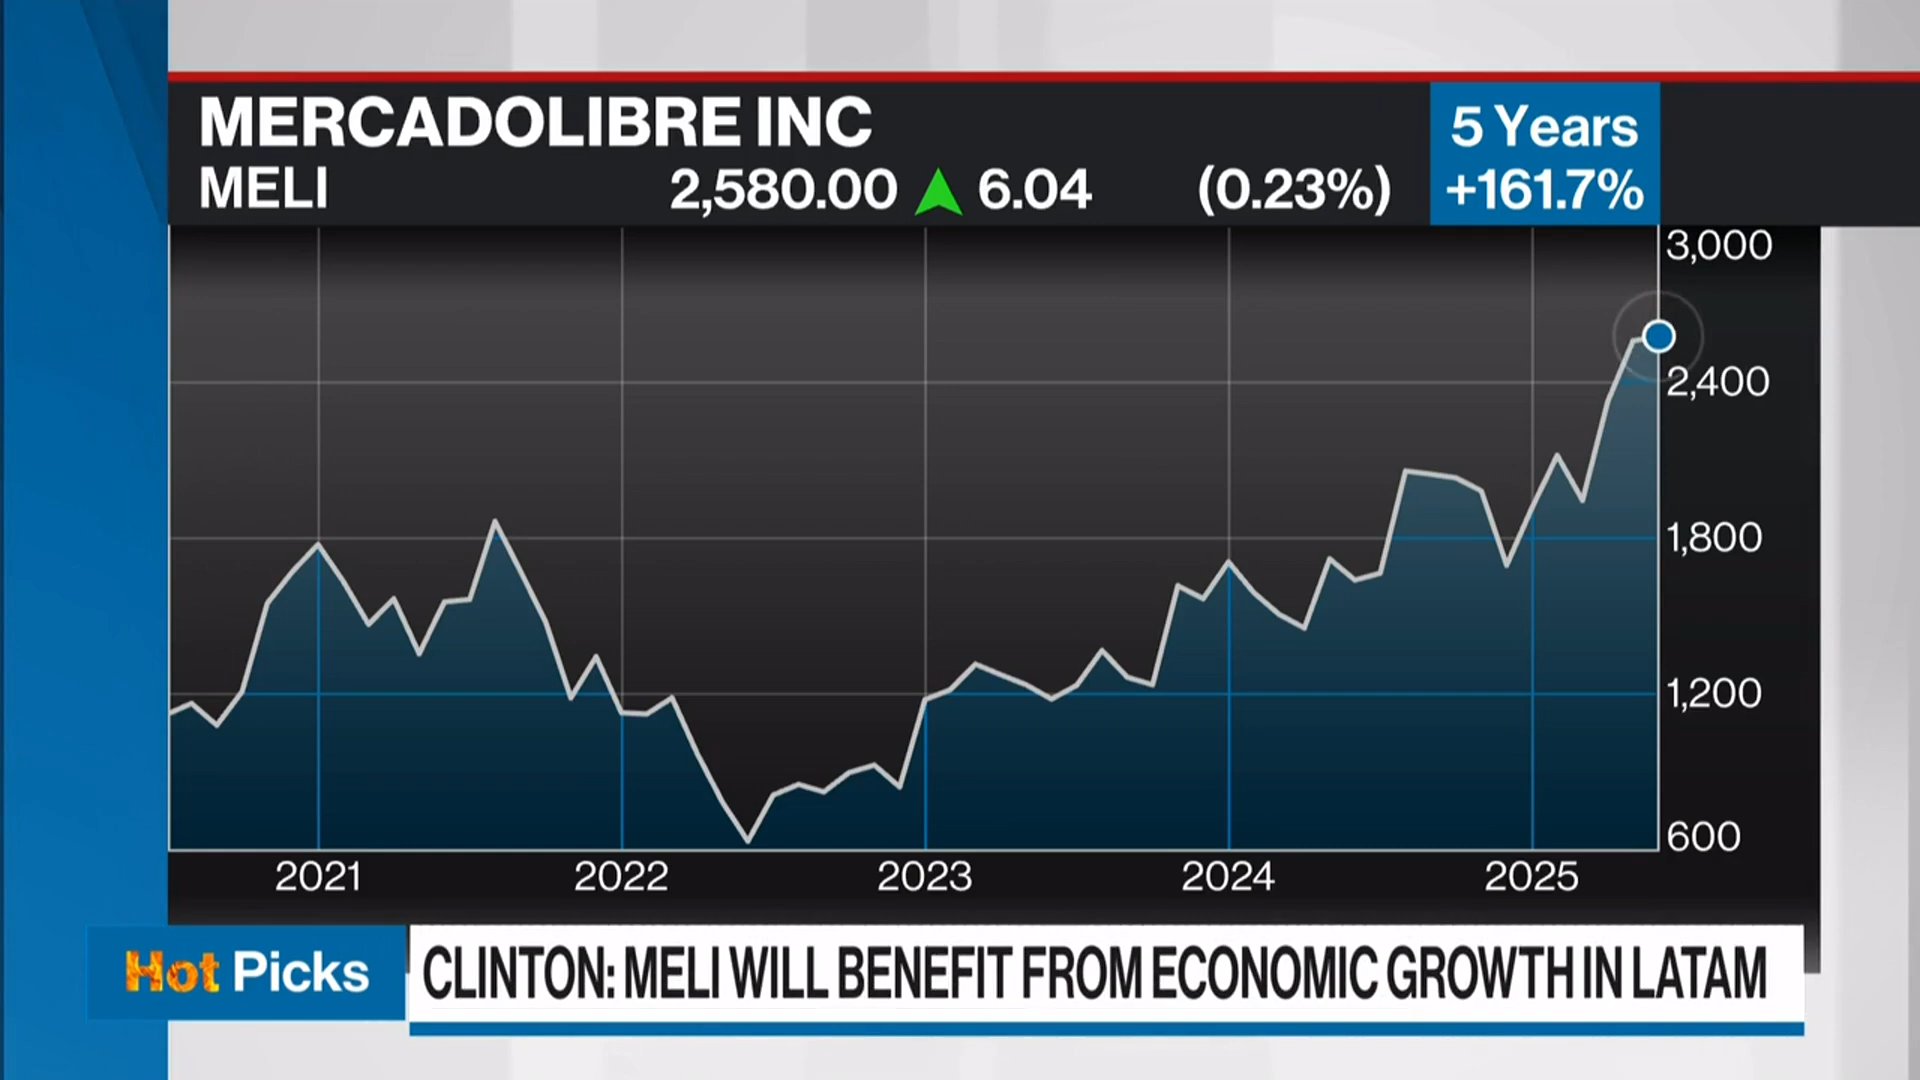 MERCADOLIBRE INC
MELI 2,580.00 6.04 (0.23%)
5 Years
+161.7%
3,000
2,400
1,800
1,200
600
2021 2022 2023 2024 2025
Hot Picks
CLINTON: MELI WILL BENEFIT FROM ECONOMIC GROWTH IN LATAM